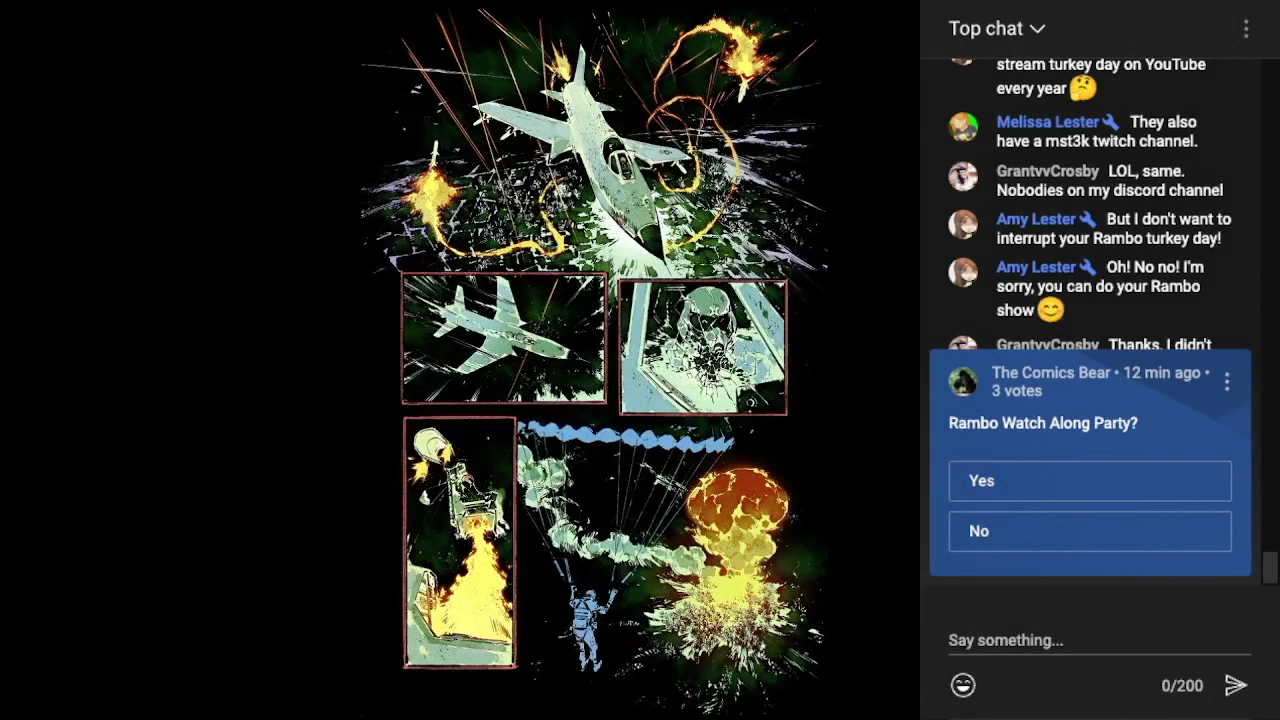 Top chat
stream turkey day on YouTube
every year 🤔
Melissa Lester They also
have a mst3k twitch channel.
GrantvvCrosby LOL, same.
Nobodies on my discord channel
Amy Lester But I don't want to
interrupt your Rambo turkey day!
Amy Lester Oh! No no! I'm
sorry, you can do your Rambo
show 😊
GrantvvCrosby Thanks, I didn't
The Comics Bear • 12 min ago •
3 votes
Rambo Watch Along Party?
Yes
No
Say something...
0/200